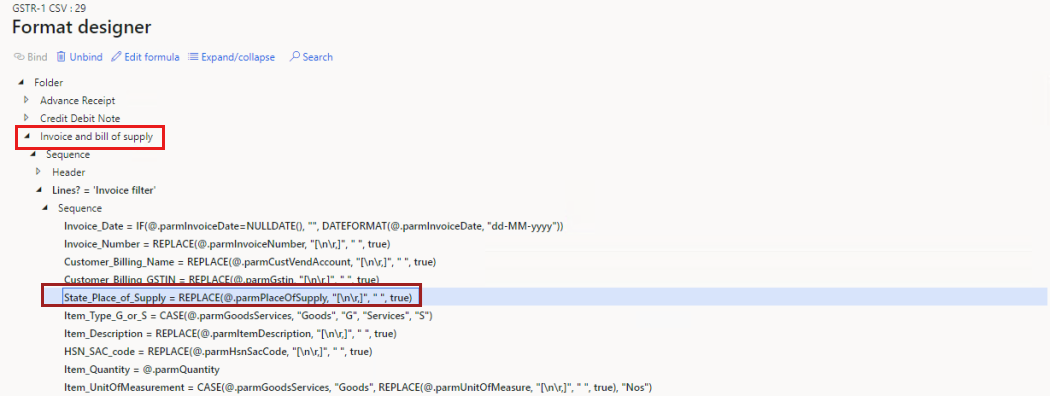 GSTR-1 CSV : 29
Format designer
Bind Unbind Edit formula Expand/collapse Search
Folder
Advance Receipt
Credit Debit Note
Invoice and bill of supply
Sequence
Header
Lines? = 'Invoice filter'
Sequence
Invoice_Date = IF(@.parmInvoiceDate=NULLDATE(), "", DATEFORMAT(@.parmInvoiceDate, "dd-MM-yyyy"))
Invoice_Number = REPLACE(@.parmInvoiceNumber, "[\n\r,]", " ", true)
Customer_Billing_Name = REPLACE(@.parmCustVendAccount, "[\n\r,]", " ", true)
Customer_Billing_GSTIN = REPLACE(@.parmGstin, "[\n\r,]", " ", true)
State_Place_of_Supply = REPLACE(@.parmPlaceOfSupply, "[\n\r,]", " ", true)
Item_Type_G_or_S = CASE(@.parmGoodsServices, "Goods", "G", "Services", "S")
Item_Description = REPLACE(@.parmItemDescription, "[\n\r,]", " ", true)
HSN_SAC_code = REPLACE(@.parmHsnSacCode, "[\n\r,]", " ", true)
Item_Quantity = @.parmQuantity
Item_UnitOfMeasurement = CASE(@.parmGoodsServices, "Goods", REPLACE(@.parmUnitOfMeasure, "[\n\r,]", " ", true), "Nos")